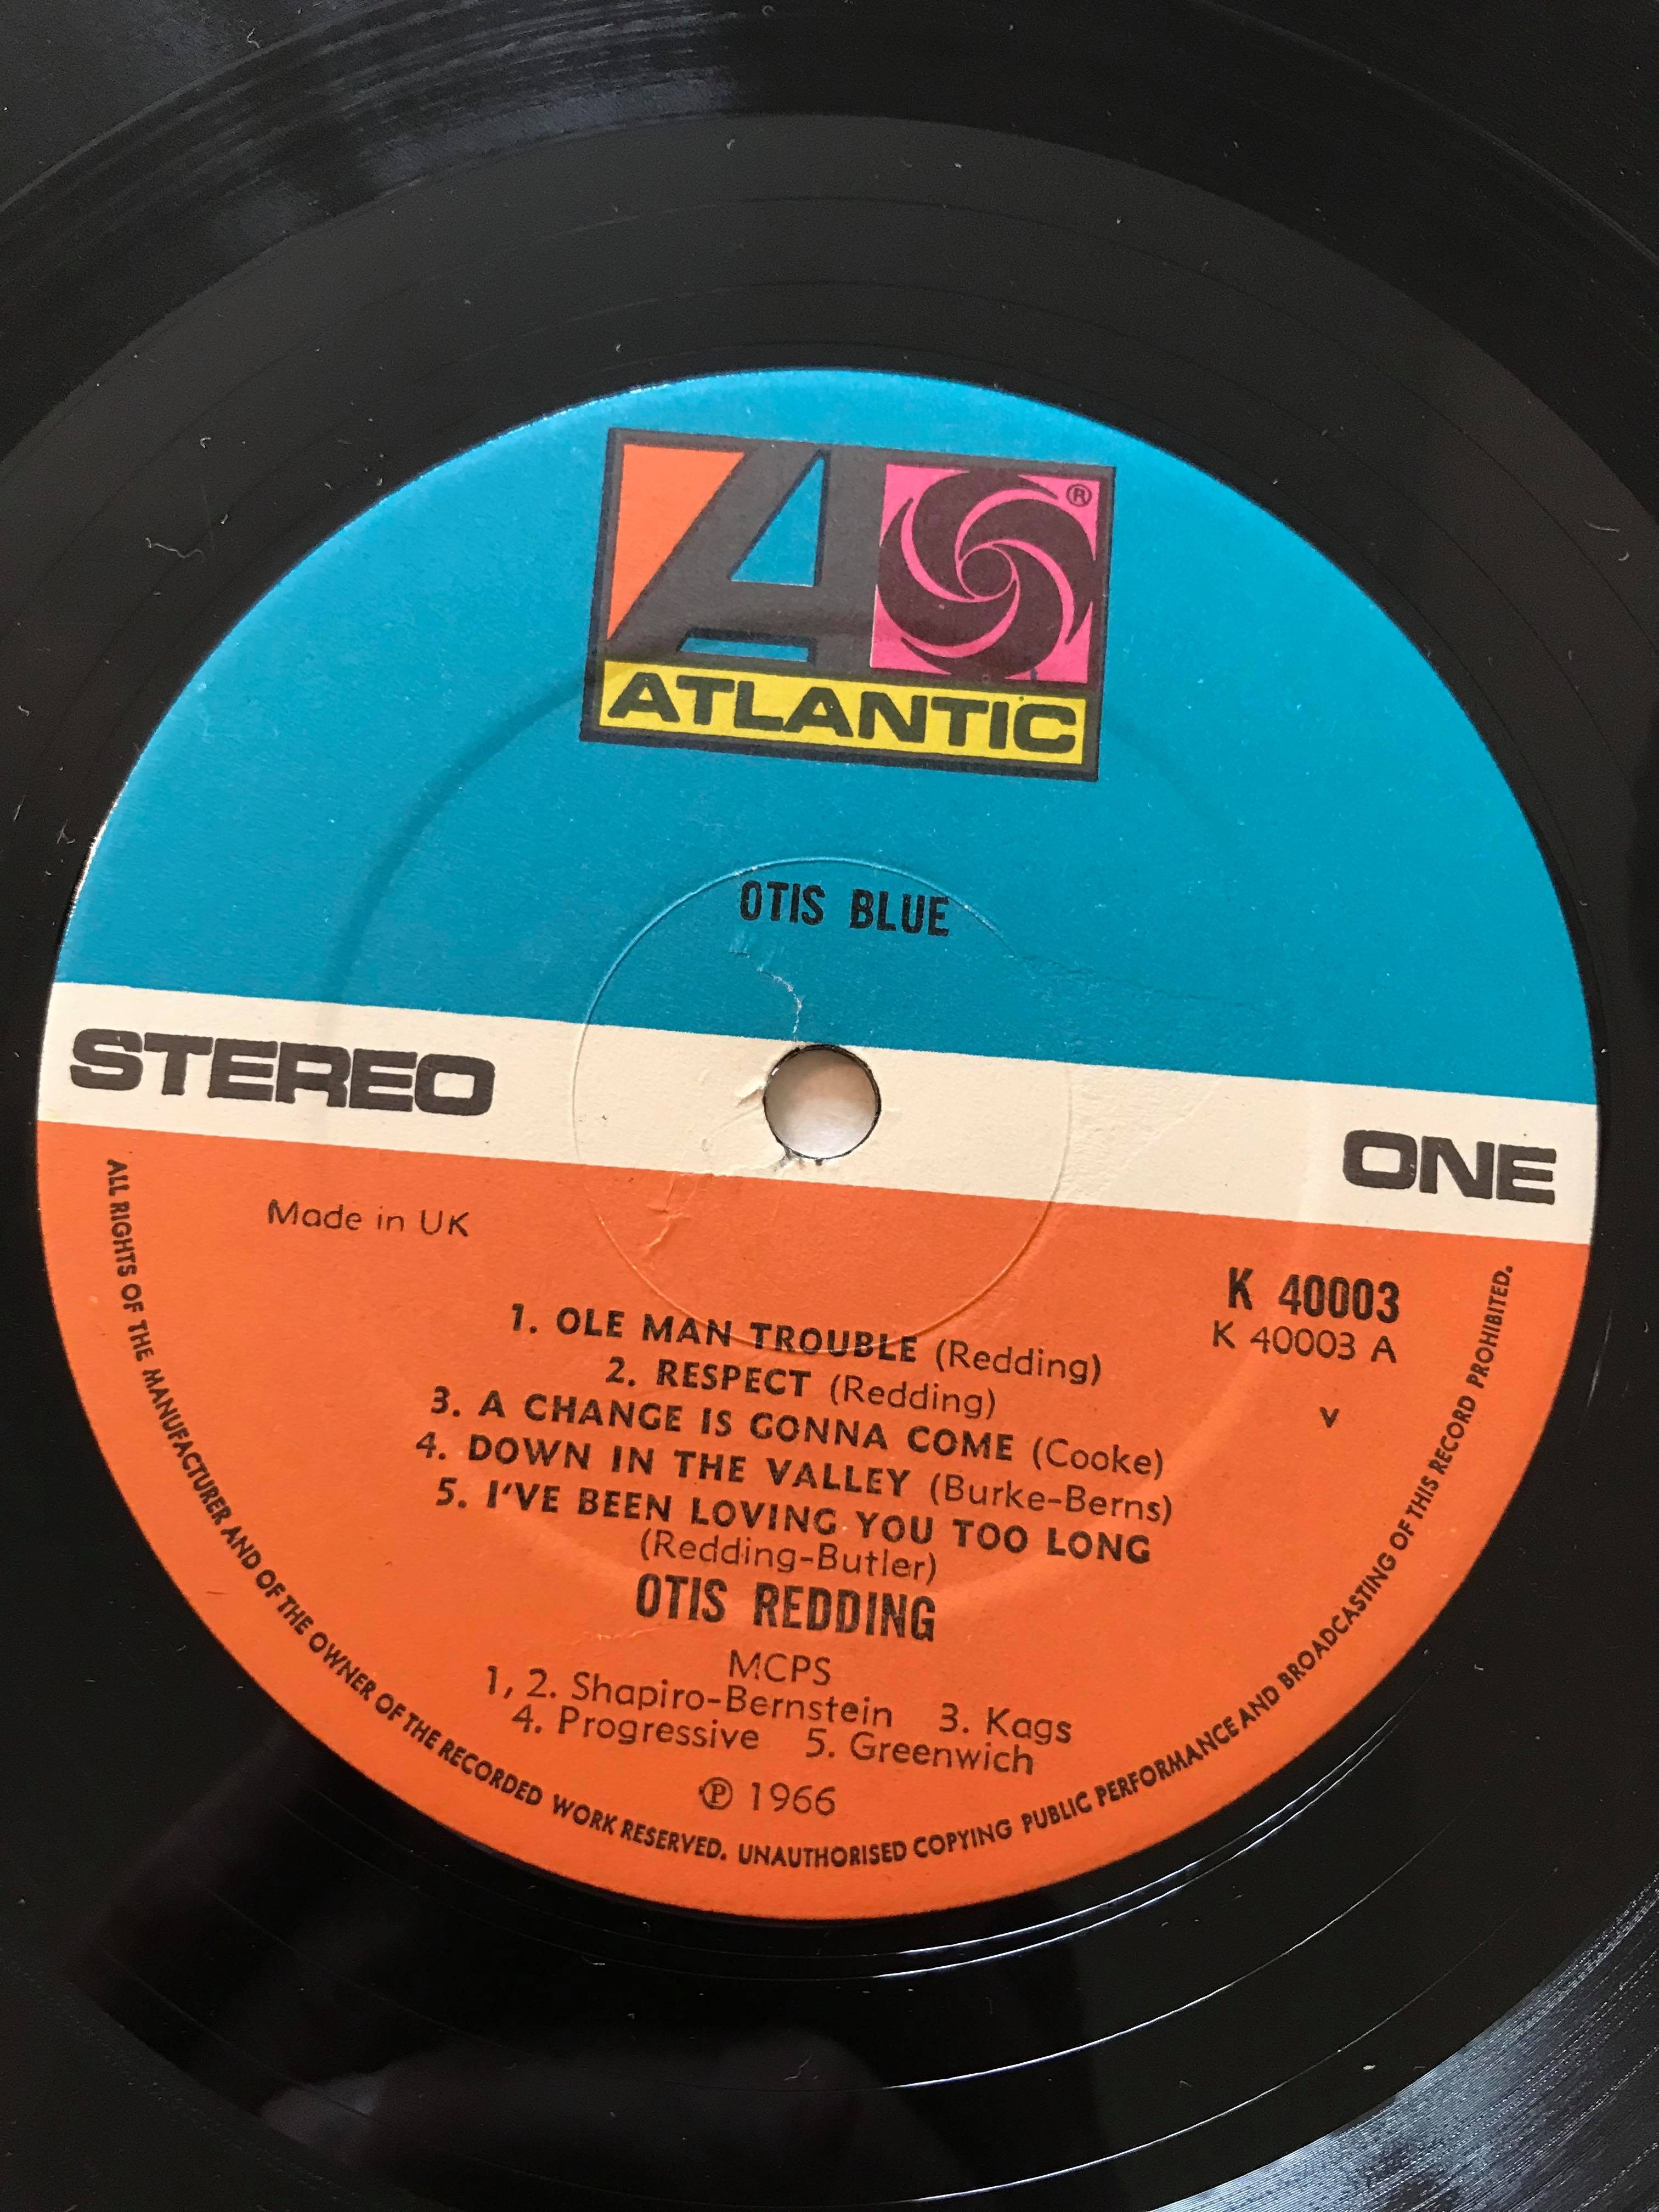 ®
ATLANTIC
OTIS BLUE
STEREO
ONE
Made in UK
K 40003
K 40003 A
V
1. OLE MAN TROUBLE (Redding)
2. RESPECT (Redding)
3. A CHANGE IS GONNA COME (Cooke)
4. DOWN IN THE VALLEY (Burke-Berns)
5. I'VE BEEN LOVING YOU TOO LONG
(Redding-Butler)
OTIS REDDING
MCPS
1, 2. Shapiro-Bernstein 3. Kags
4. Progressive 5. Greenwich
℗ 1966
ALL RIGHTS OF THE MANUFACTURER AND OF THE OWNER OF THE RECORDED WORK RESERVED. UNAUTHORISED COPYING PUBLIC PERFORMANCE AND BROADCASTING OF THIS RECORD PROHIBITED.